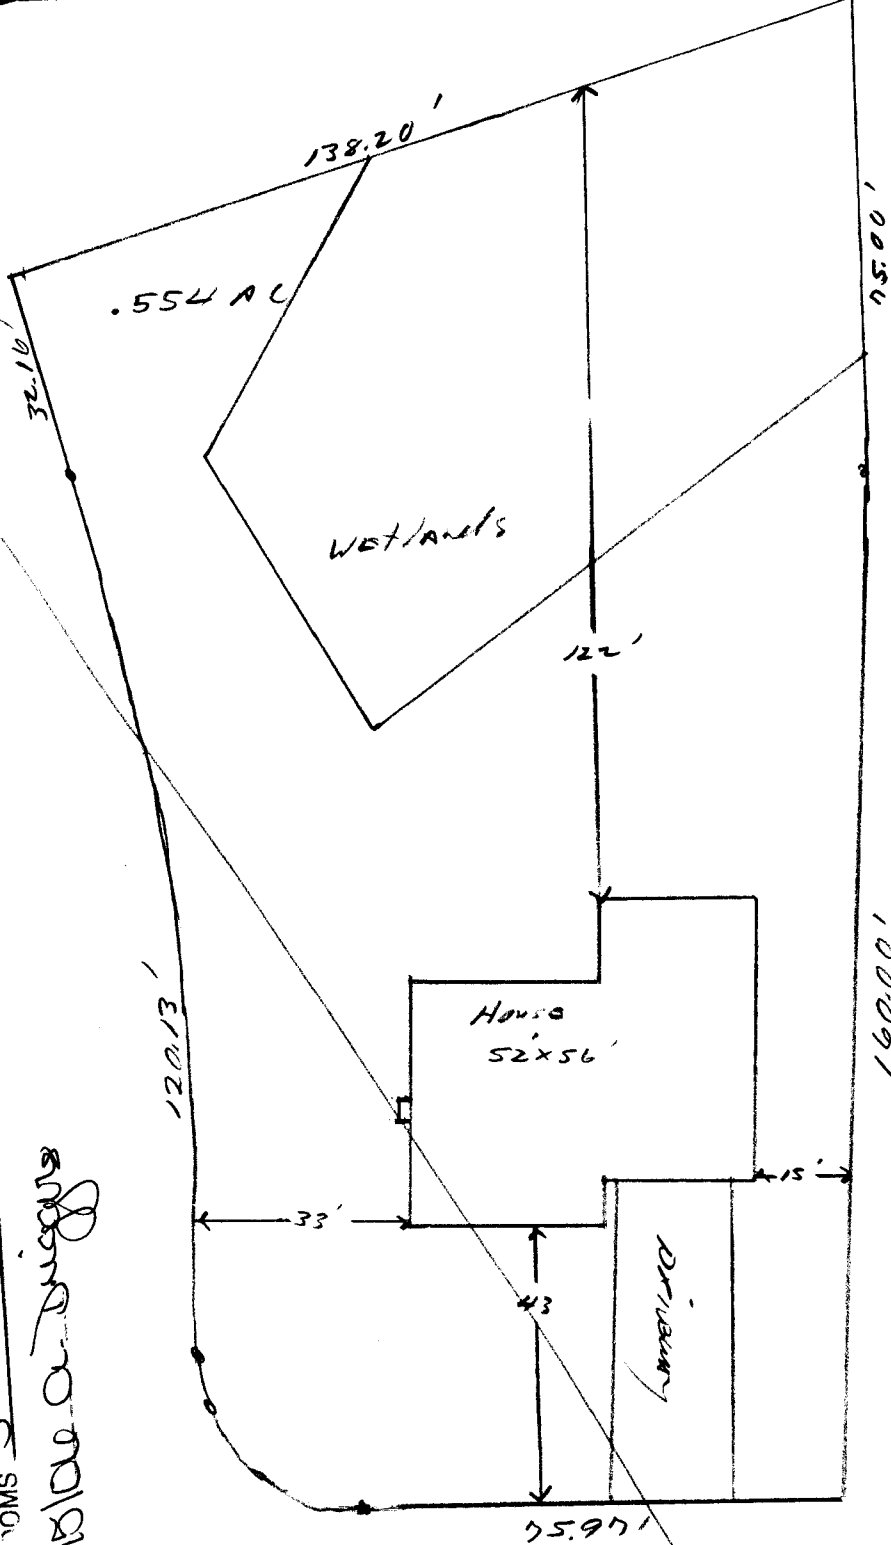 138.20'
.554 AC
32.16'
75.00'
WEtlAnds
122'
120.13'
House
52'x56'
160.00'
15'
33'
43
Driveway
75.97'